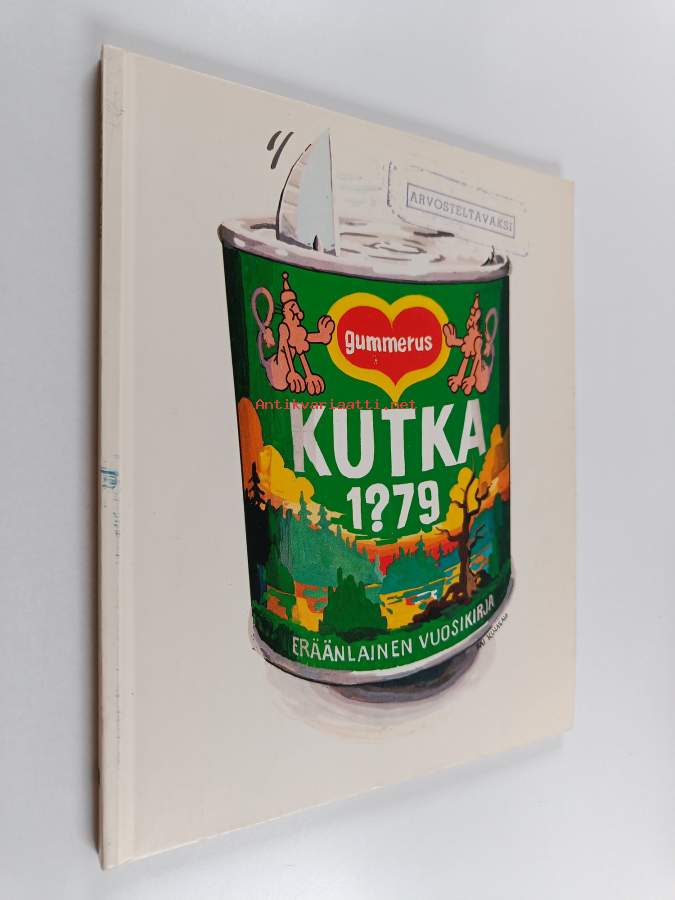 ARVOSTELTAVAKSI
gummerus
Antikvariaatti.net
KUTKA
1?79
ERÄÄNLAINEN VUOSIKIRJA